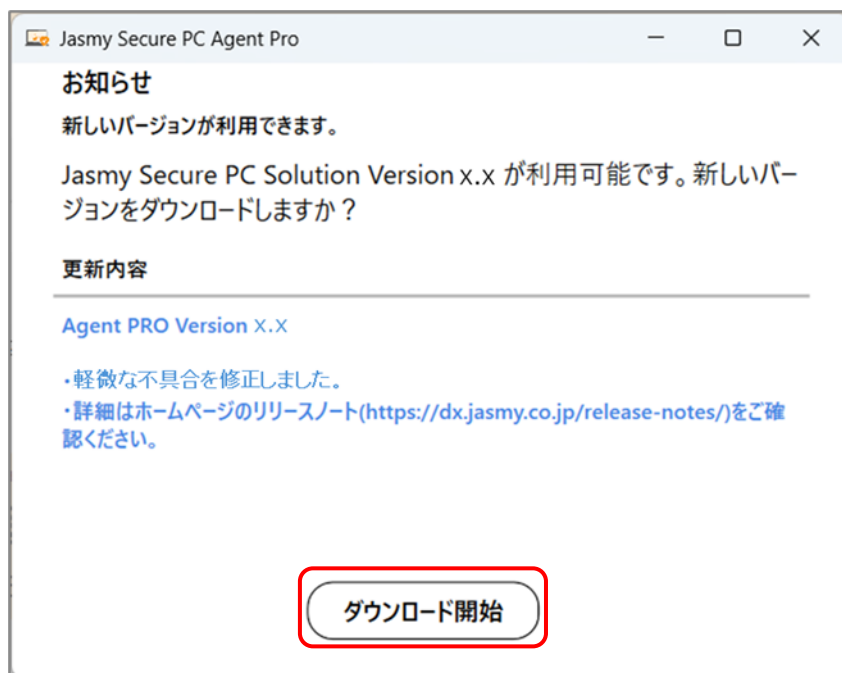 Jasmy Secure PC Agent Pro
お知らせ
新しいバージョンが利用できます。
Jasmy Secure PC Solution Version x.x が利用可能です。新しいバー
ジョンをダウンロードしますか？
更新内容
Agent PRO Version x.x
・軽微な不具合を修正しました。
・詳細はホームページのリリースノート(https://dx.jasmy.co.jp/release-notes/)をご確
認ください。
ダウンロード開始